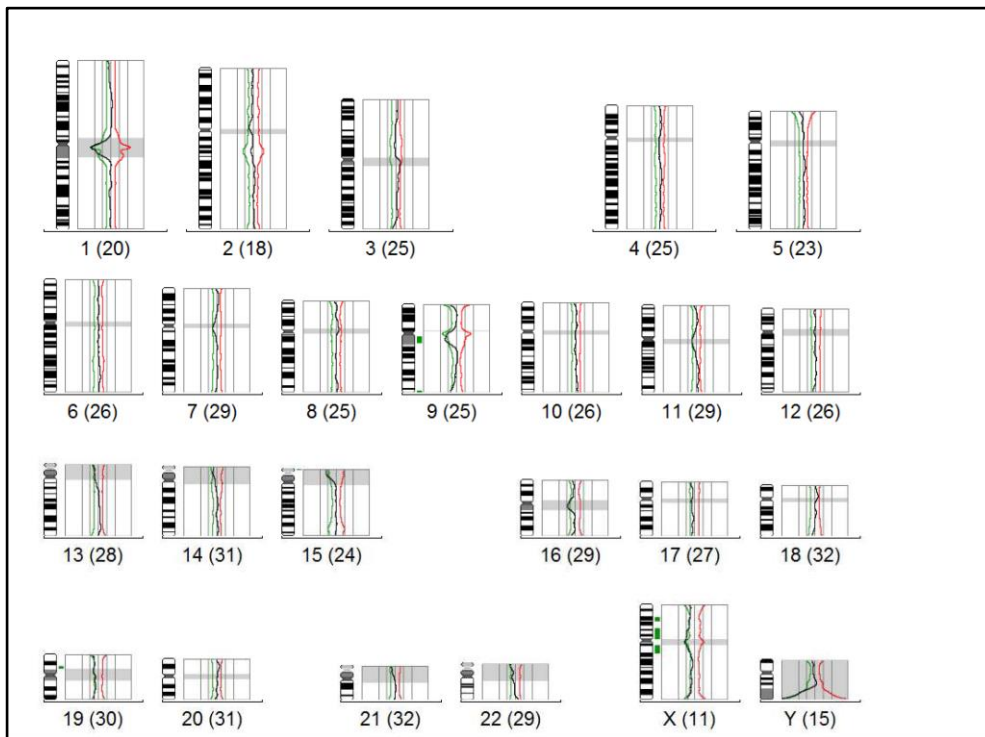 1 (20) 2 (18) 3 (25) 4 (25) 5 (23)
6 (26) 7 (29) 8 (25) 9 (25) 10 (26) 11 (29) 12 (26)
13 (28) 14 (31) 15 (24) 16 (29) 17 (27) 18 (32)
19 (30) 20 (31) 21 (32) 22 (29) X (11) Y (15)